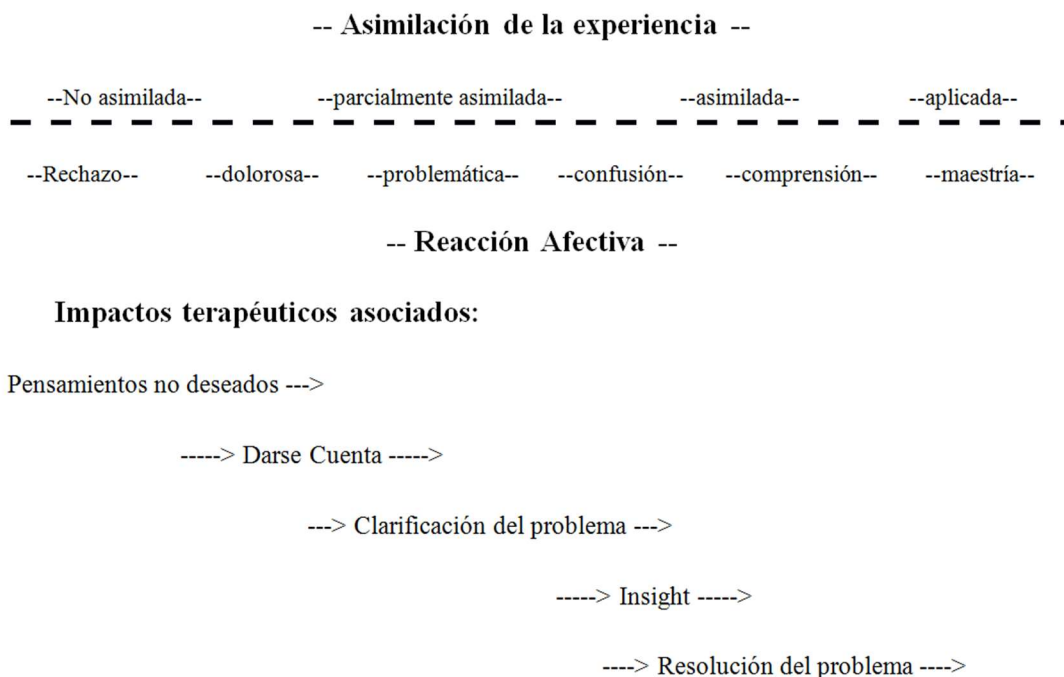 -- Asimilación de la experiencia --
--No asimilada-- --parcialmente asimilada-- --asimilada-- --aplicada--
--Rechazo-- --dolorosa-- --problemática-- --confusión-- --comprensión-- --maestría--
-- Reacción Afectiva --
Impactos terapéuticos asociados:
Pensamientos no deseados --->
-----> Darse Cuenta ----->
---> Clarificación del problema --->
-----> Insight ----->
----> Resolución del problema ---->